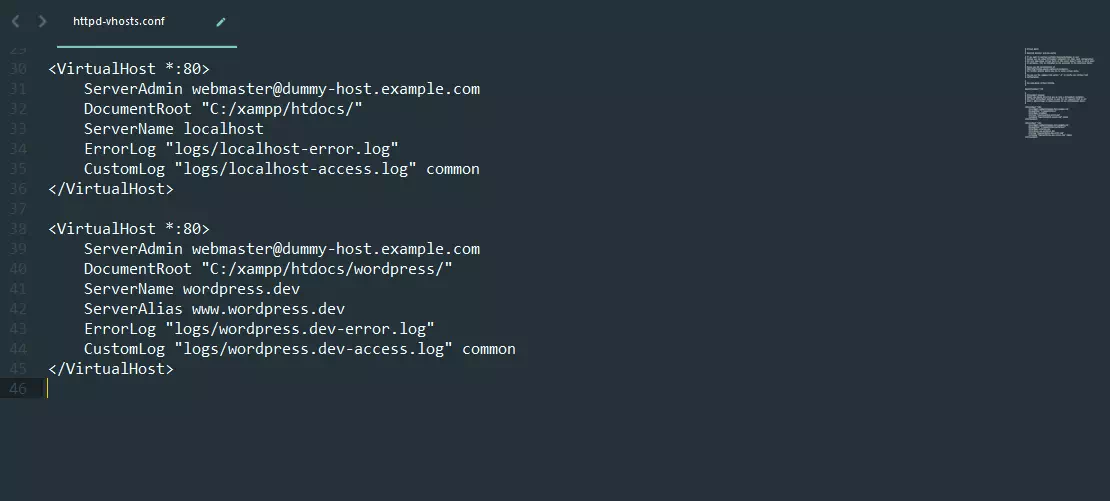 httpd-vhosts.conf
29
30 <VirtualHost *:80>
31     ServerAdmin webmaster@dummy-host.example.com
32     DocumentRoot "C:/xampp/htdocs/"
33     ServerName localhost
34     ErrorLog "logs/localhost-error.log"
35     CustomLog "logs/localhost-access.log" common
36 </VirtualHost>
37
38 <VirtualHost *:80>
39     ServerAdmin webmaster@dummy-host.example.com
40     DocumentRoot "C:/xampp/htdocs/wordpress/"
41     ServerName wordpress.dev
42     ServerAlias www.wordpress.dev
43     ErrorLog "logs/wordpress.dev-error.log"
44     CustomLog "logs/wordpress.dev-access.log" common
45 </VirtualHost>
46